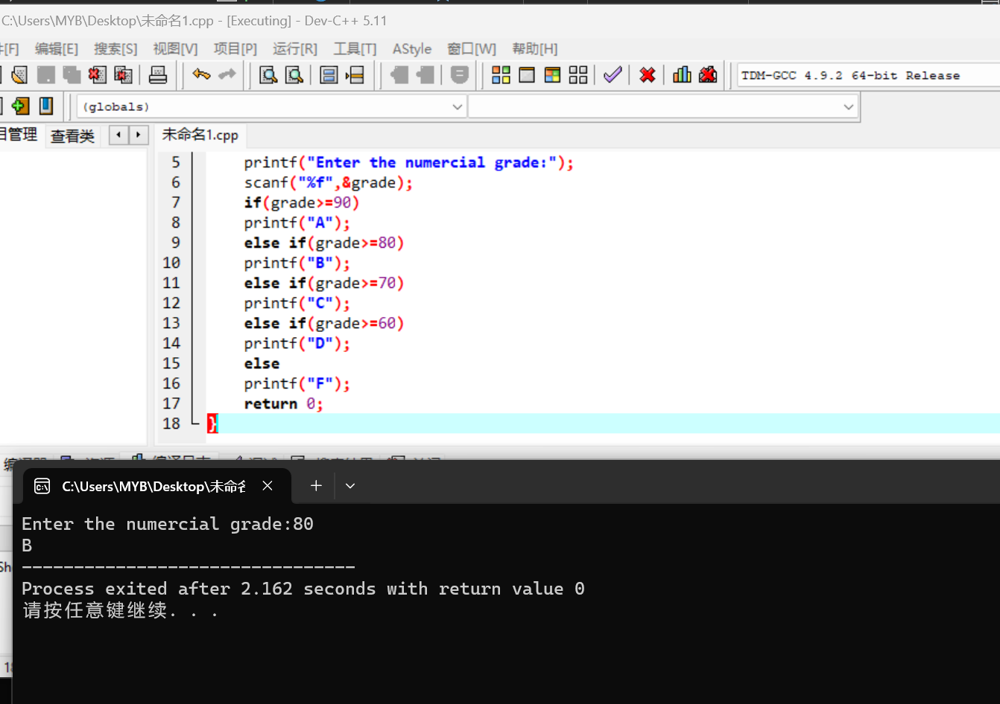 C:\Users\MYB\Desktop\未命名1.cpp - [Executing] - Dev-C++ 5.11
[F] 编辑[E] 搜索[S] 视图[V] 项目[P] 运行[R] 工具[T] AStyle 窗口[W] 帮助[H]
TDM-GCC 4.9.2 64-bit Release
(globals)
目管理 查看类 未命名1.cpp
5 printf("Enter the numercial grade:");
6 scanf("%f",&grade);
7 if(grade>=90)
8 printf("A");
9 else if(grade>=80)
10 printf("B");
11 else if(grade>=70)
12 printf("C");
13 else if(grade>=60)
14 printf("D");
15 else
16 printf("F");
17 return 0;
18 }
C:\Users\MYB\Desktop\未命名
Enter the numercial grade:80
B
--------------------------------
Process exited after 2.162 seconds with return value 0
请按任意键继续. . .